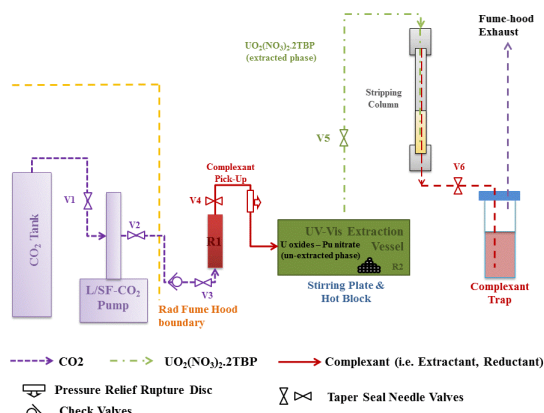 Fume-hood
Exhaust
UO2(NO3)2.2TBP
(extracted phase)
Stripping
Column
V5
V6
Complexant
Pick-Up
V1
V4
V2
CO2 Tank
R1
UV-Vis Extraction
Vessel
U oxides – Pu nitrate
(un-extracted phase)
R2
L/SF-CO2
Pump
V3
Rad Fume Hood
boundary
Stirring Plate &
Hot Block
Complexant
Trap
CO2
UO2(NO3)2.2TBP
Complexant (i.e. Extractant, Reductant)
Pressure Relief Rupture Disc
Taper Seal Needle Valves
Check Valves